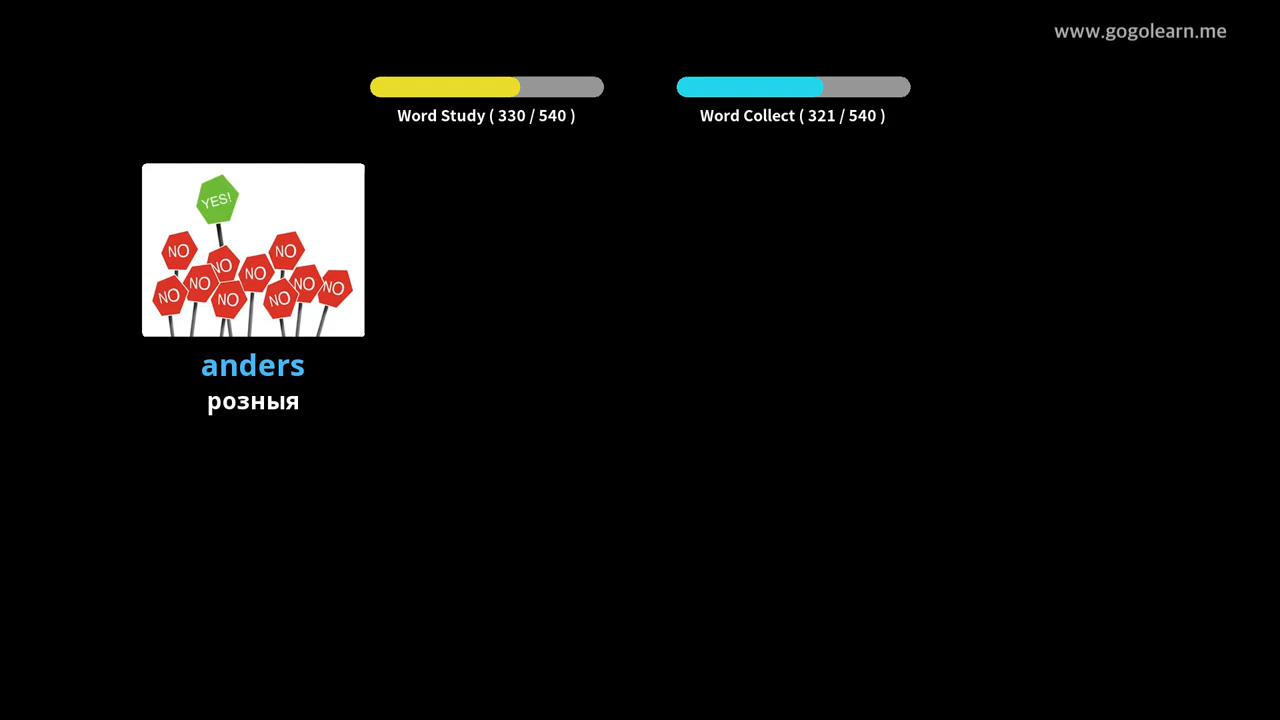 www.gogolearn.me
Word Study ( 330 / 540 )
Word Collect ( 321 / 540 )
YES!
NO
NO
NO
NO
NO
NO
NO
NO
NO
NO
anders
розныя